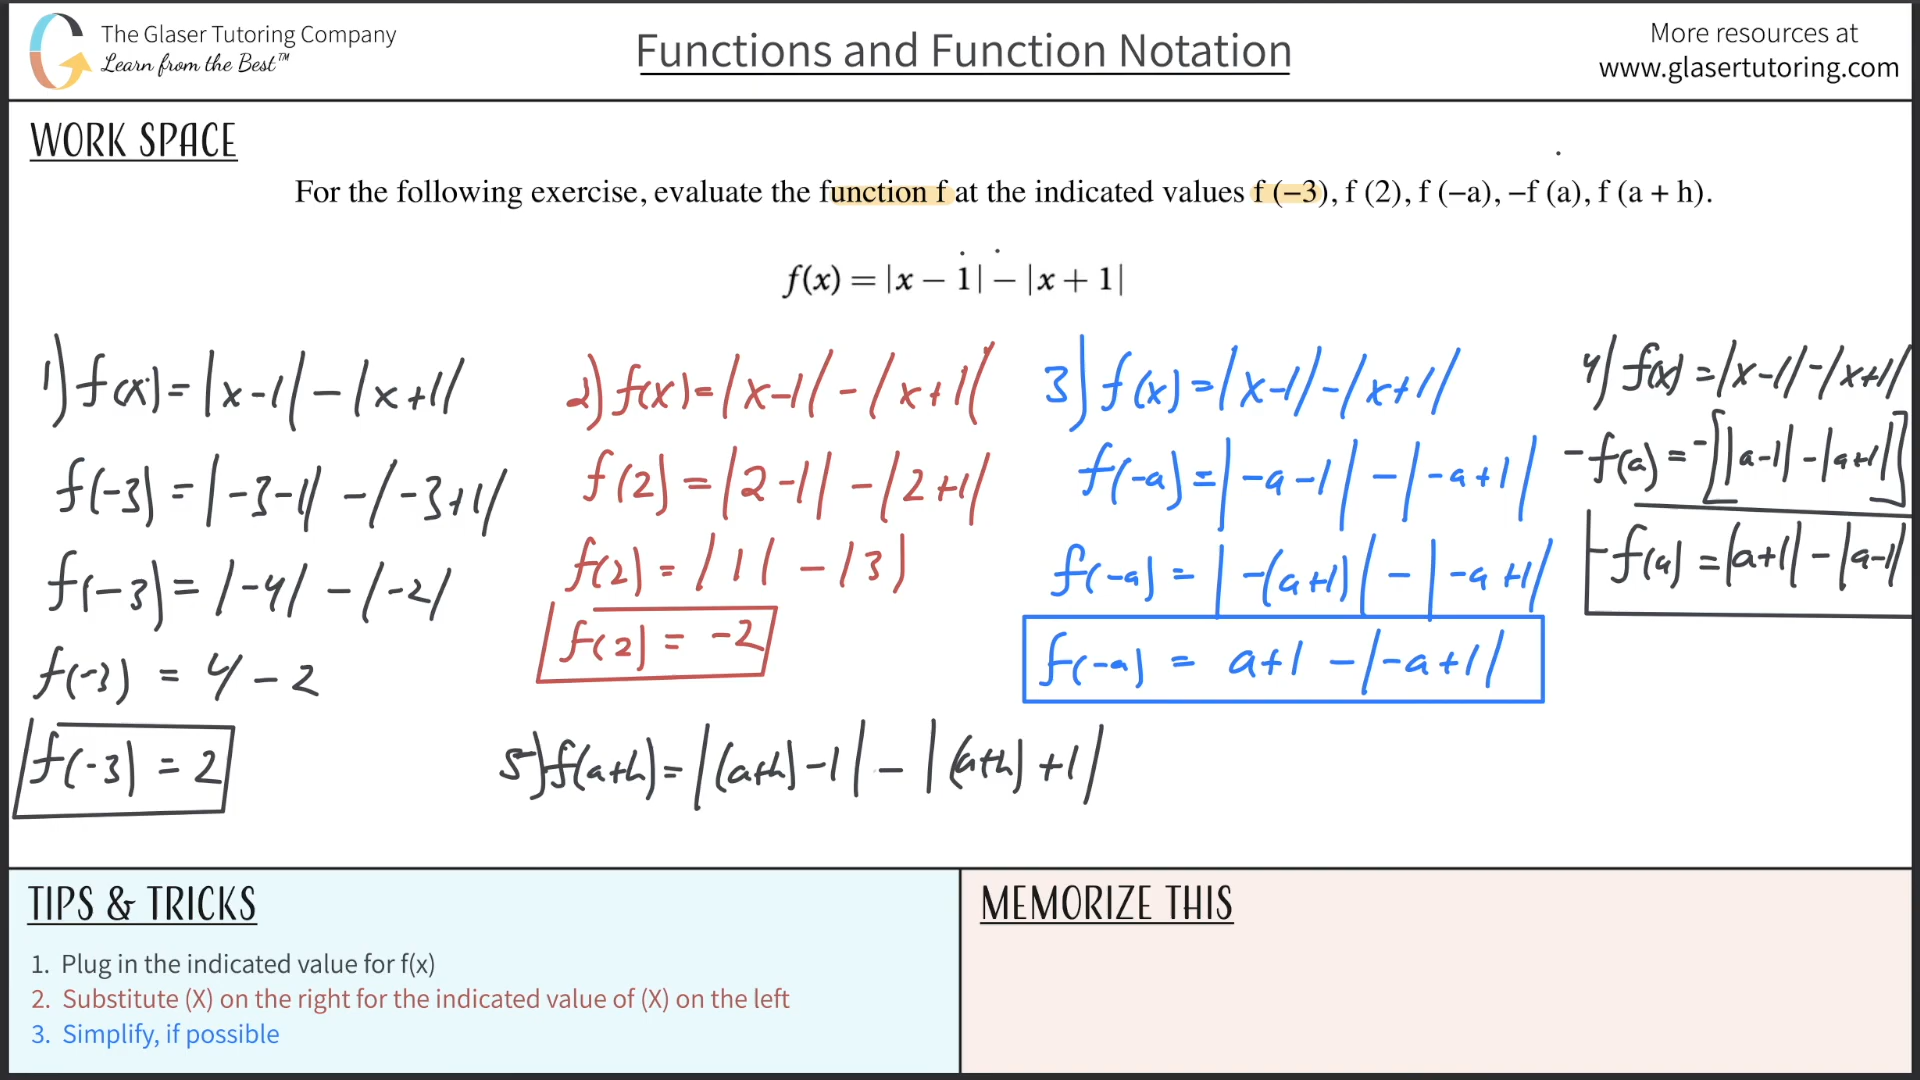 The Glaser Tutoring Company
Learn from the Best™
Functions and Function Notation
More resources at
www.glasertutoring.com
WORK SPACE
For the following exercise, evaluate the function f at the indicated values f (−3), f (2), f (−a), −f (a), f (a + h).
f(x) = |x − 1| − |x + 1|
1) f(x) = |x-1| - |x+1|
f(-3) = |-3-1| - |-3+1|
f(-3) = |-4| - |-2|
f(-3) = 4 - 2
f(-3) = 2
2) f(x) = |x-1| - |x+1|
f(2) = |2-1| - |2+1|
f(2) = |1| - |3|
f(2) = -2
3) f(x) = |x-1| - |x+1|
f(-a) = |-a-1| - |-a+1|
f(-a) = |-(a+1)| - |-a+1|
f(-a) = a+1 - |-a+1|
4) f(x) = |x-1| - |x+1|
-f(a) = -[|a-1| - |a+1|]
-f(a) = |a+1| - |a-1|
5) f(a+h) = |(a+h)-1| - |(a+h)+1|
TIPS & TRICKS
1. Plug in the indicated value for f(x)
2. Substitute (X) on the right for the indicated value of (X) on the left
3. Simplify, if possible
MEMORIZE THIS